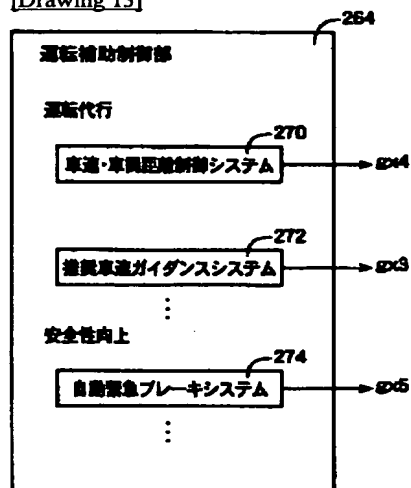 [Drawing 13]
264
運転補助制御部
運転代行
270
車速・車間距離制御システム
gx4
272
推奨車速ガイダンスシステム
gx3
安全性向上
274
自動緊急ブレーキシステム
gx5